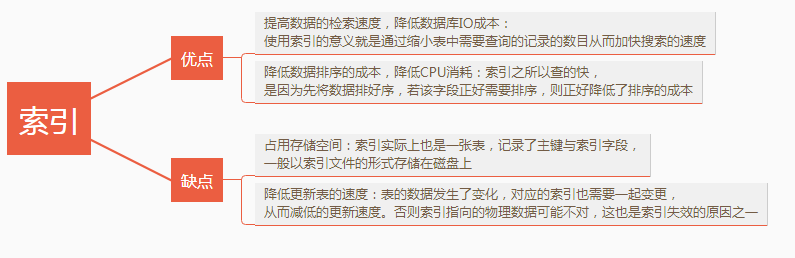 索引
优点
提高数据的检索速度，降低数据库IO成本：
使用索引的意义就是通过缩小表中需要查询的记录的数目从而加快搜索的速度
降低数据排序的成本，降低CPU消耗：索引之所以查的快，
是因为先将数据排好序，若该字段正好需要排序，则正好降低了排序的成本
缺点
占用存储空间：索引实际上也是一张表，记录了主键与索引字段，
一般以索引文件的形式存储在磁盘上
降低更新表的速度：表的数据发生了变化，对应的索引也需要一起变更，
从而减低的更新速度。否则索引指向的物理数据可能不对，这也是索引失效的原因之一